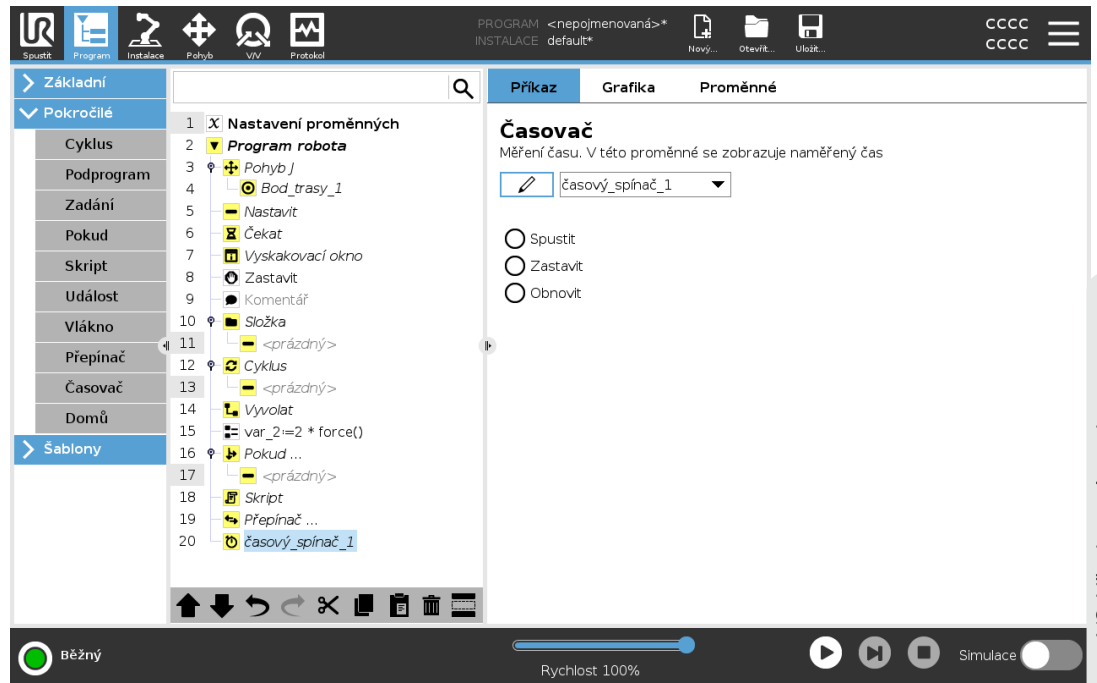 PROGRAM <nepojmenovaná>*
INSTALACE default*
CCCC
CCCC
UR
Spustit
Program
Instalace
Pohyb
V/V
Protokol
Nový...
Otevřít...
Uložit...
Základní
Pokročilé
Cyklus
Podprogram
Zadání
Pokud
Skript
Událost
Vlákno
Přepínač
Časovač
Domů
Šablony
1 X Nastavení proměnných
2 Program robota
3 Pohyb J
4 Bod_trasy_1
5 Nastavit
6 Čekat
7 Vyskakovací okno
8 Zastavit
9 Komentář
10 Složka
11 <prázdný>
12 Cyklus
13 <prázdný>
14 Vyvolat
15 var_2:=2 * force()
16 Pokud ...
17 <prázdný>
18 Skript
19 Přepínač ...
20 časový_spínač_1
Příkaz
Grafika
Proměnné
Časovač
Měření času. V této proměnné se zobrazuje naměřený čas
časový_spínač_1
Spustit
Zastavit
Obnovit
Běžný
Rychlost 100%
Simulace